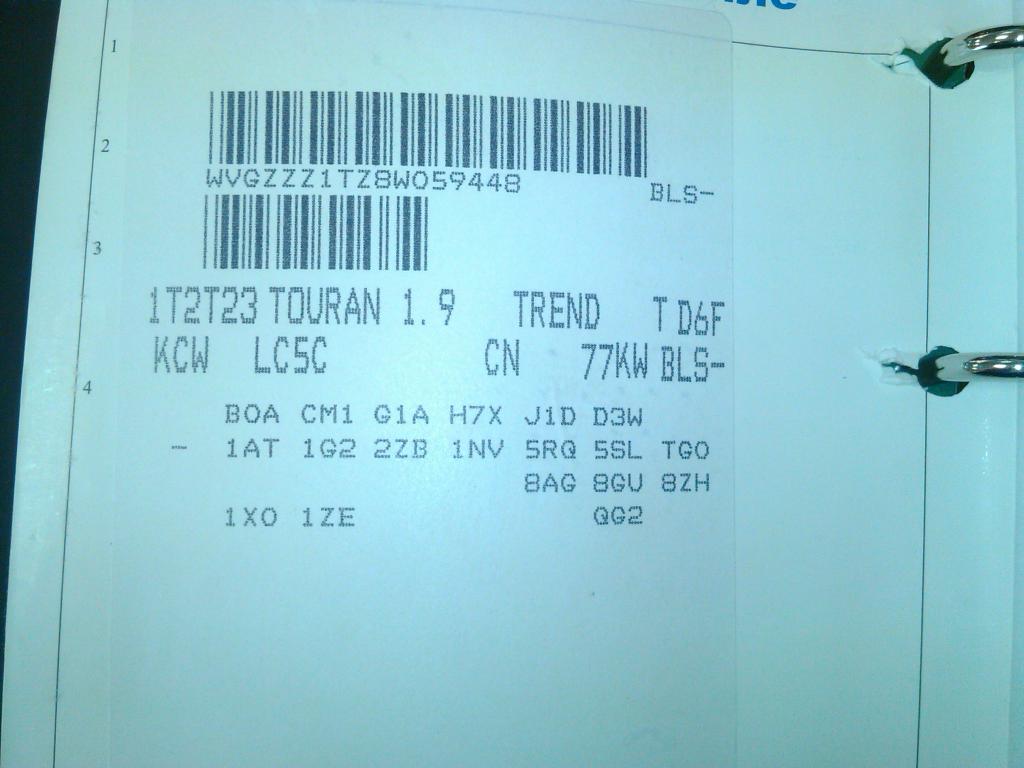 1
2
WVGZZZ1TZ8W059448
BLS-
3
1T2T23 TOURAN 1.9 TREND T D6F
KCW LC5C CN 77KW BLS-
4
B0A CM1 G1A H7X J1D D3W
- 1AT 1G2 2ZB 1NV 5RQ 5SL TG0
8AG 8GU 8ZH
1X0 1ZE QG2